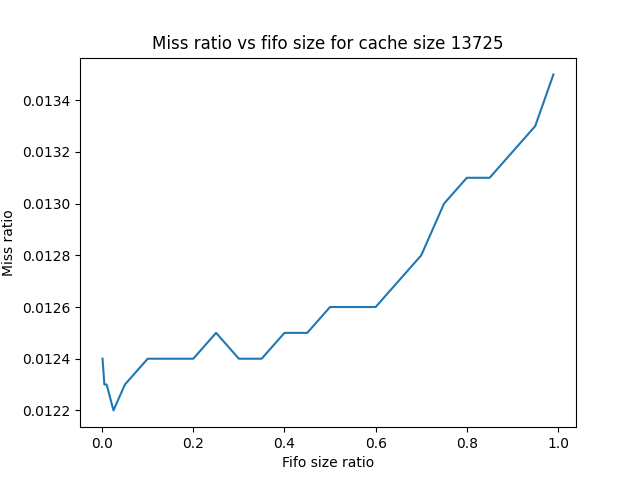 Miss ratio vs fifo size for cache size 13725
0.0134
0.0132
0.0130
0.0128
0.0126
0.0124
0.0122
Miss ratio
0.0 0.2 0.4 0.6 0.8 1.0
Fifo size ratio